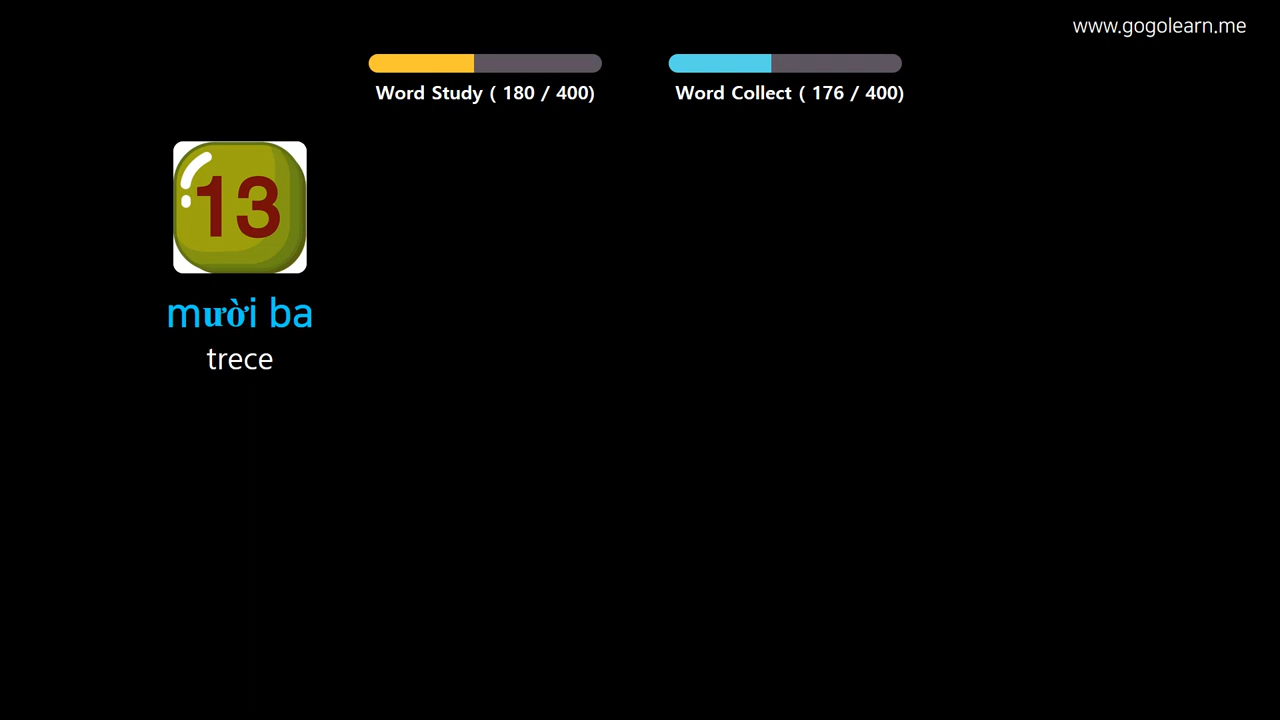 www.gogolearn.me
Word Study ( 180 / 400)
Word Collect ( 176 / 400)
13
mười ba
trece